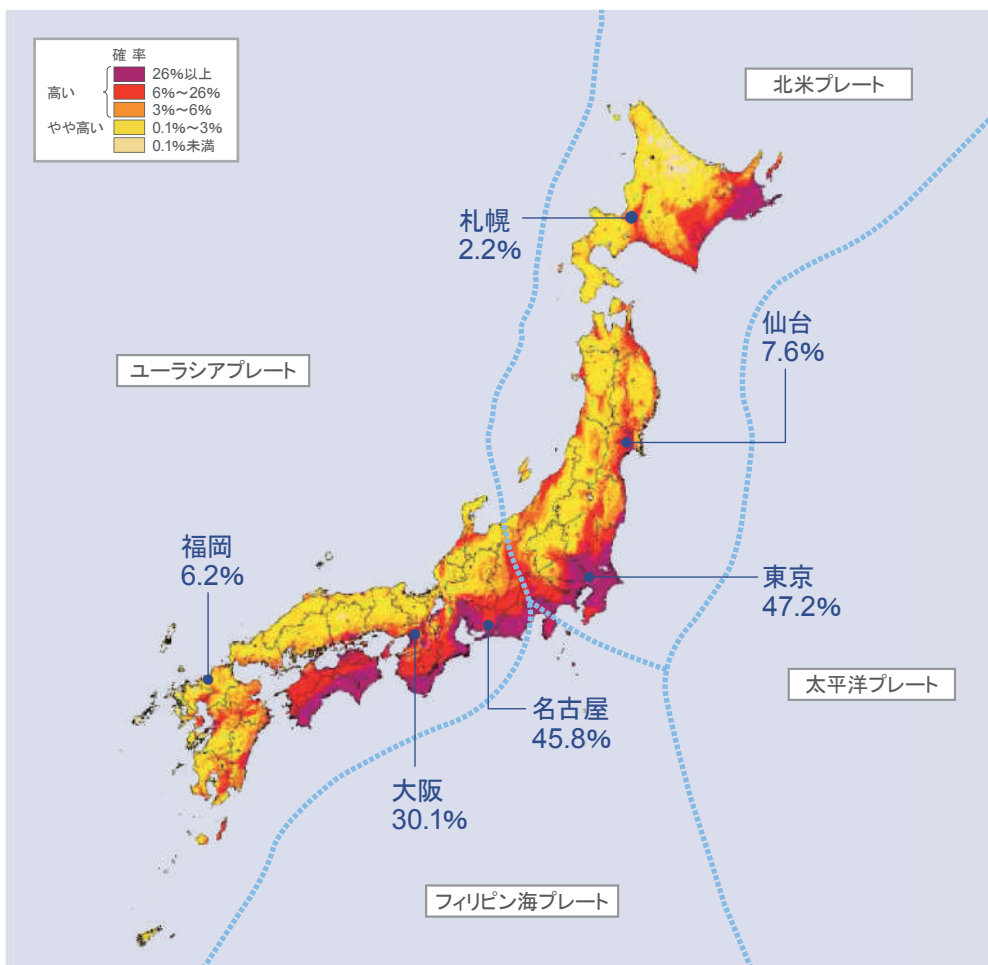 確 率
高い
26%以上
6%～26%
3%～6%
やや高い
0.1%～3%
0.1%未満
北米プレート
札幌
2.2%
仙台
7.6%
ユーラシアプレート
福岡
6.2%
東京
47.2%
太平洋プレート
名古屋
45.8%
大阪
30.1%
フィリピン海プレート